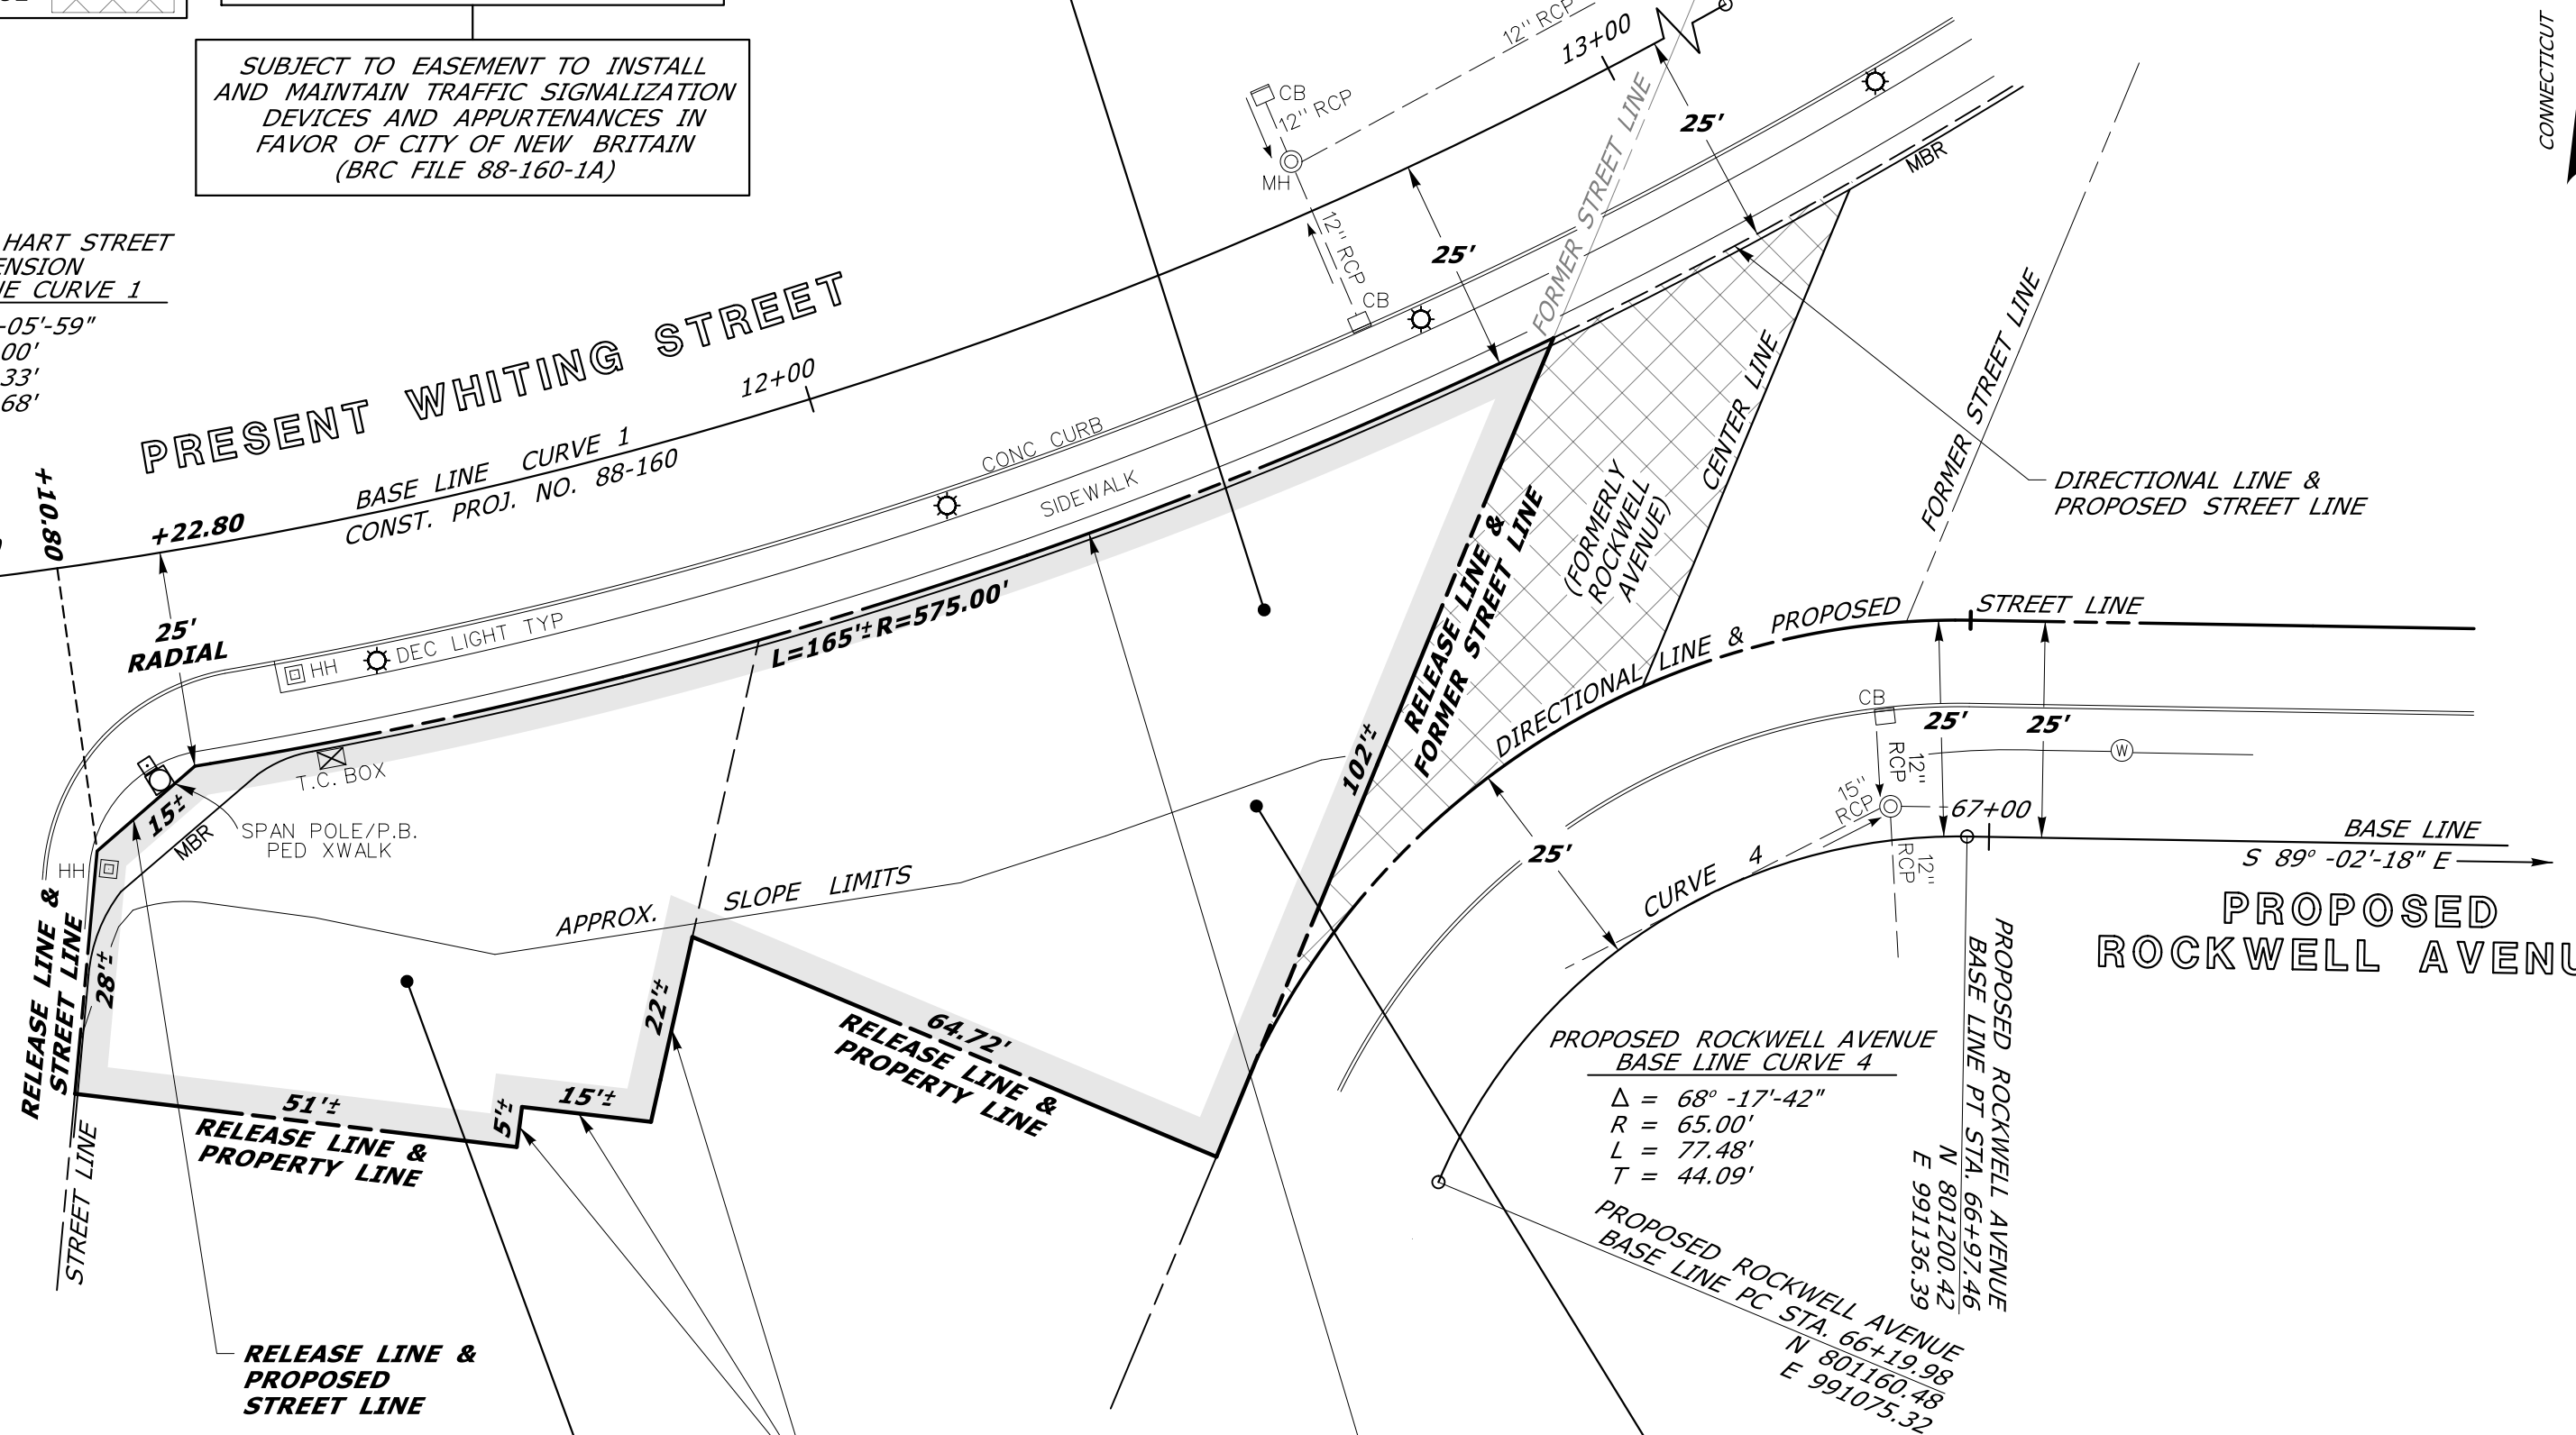 SUBJECT TO EASEMENT TO INSTALL
AND MAINTAIN TRAFFIC SIGNALIZATION
DEVICES AND APPURTENANCES IN
FAVOR OF CITY OF NEW BRITAIN
(BRC FILE 88-160-1A)
HART STREET
CURVE 1
-05'-59"
00'
33'
68'
PRESENT WHITING STREET
BASE LINE CURVE 1
CONST. PROJ. NO. 88-160
12+00
13+00
12" RCP
CB
12" RCP
MH
12" RCP
CB
FORMER STREET LINE
25'
25'
MBR
CONNECTICUT
+10.80
+22.80
25'
RADIAL
HH
DEC LIGHT TYP
CONC CURB
SIDEWALK
L=165'± R=575.00'
T.C. BOX
15'±
SPAN POLE/P.B.
PED XWALK
MBR
HH
RELEASE LINE &
STREET LINE
28'±
APPROX. SLOPE LIMITS
51'±
RELEASE LINE &
PROPERTY LINE
5'±
15'±
22'±
64.72'
RELEASE LINE &
PROPERTY LINE
102'±
RELEASE LINE &
FORMER STREET LINE
(FORMERLY
ROCKWELL
AVENUE)
CENTER LINE
FORMER STREET LINE
DIRECTIONAL LINE &
PROPOSED STREET LINE
DIRECTIONAL LINE & PROPOSED STREET LINE
CB
25'
25'
W
12"
RCP
15"
RCP
67+00
12"
RCP
BASE LINE
S 89° -02'-18" E
PROPOSED
ROCKWELL
25'
CURVE 4
PROPOSED ROCKWELL AVENUE
BASE LINE CURVE 4
Δ = 68° -17'-42"
R = 65.00'
L = 77.48'
T = 44.09'
PROPOSED ROCKWELL AVENUE
BASE LINE PT STA. 66+97.46
N 801200.42
E 991136.39
PROPOSED ROCKWELL AVENUE
BASE LINE PC STA. 66+19.98
N 801160.48
E 991075.32
STREET LINE
RELEASE LINE &
PROPOSED
STREET LINE